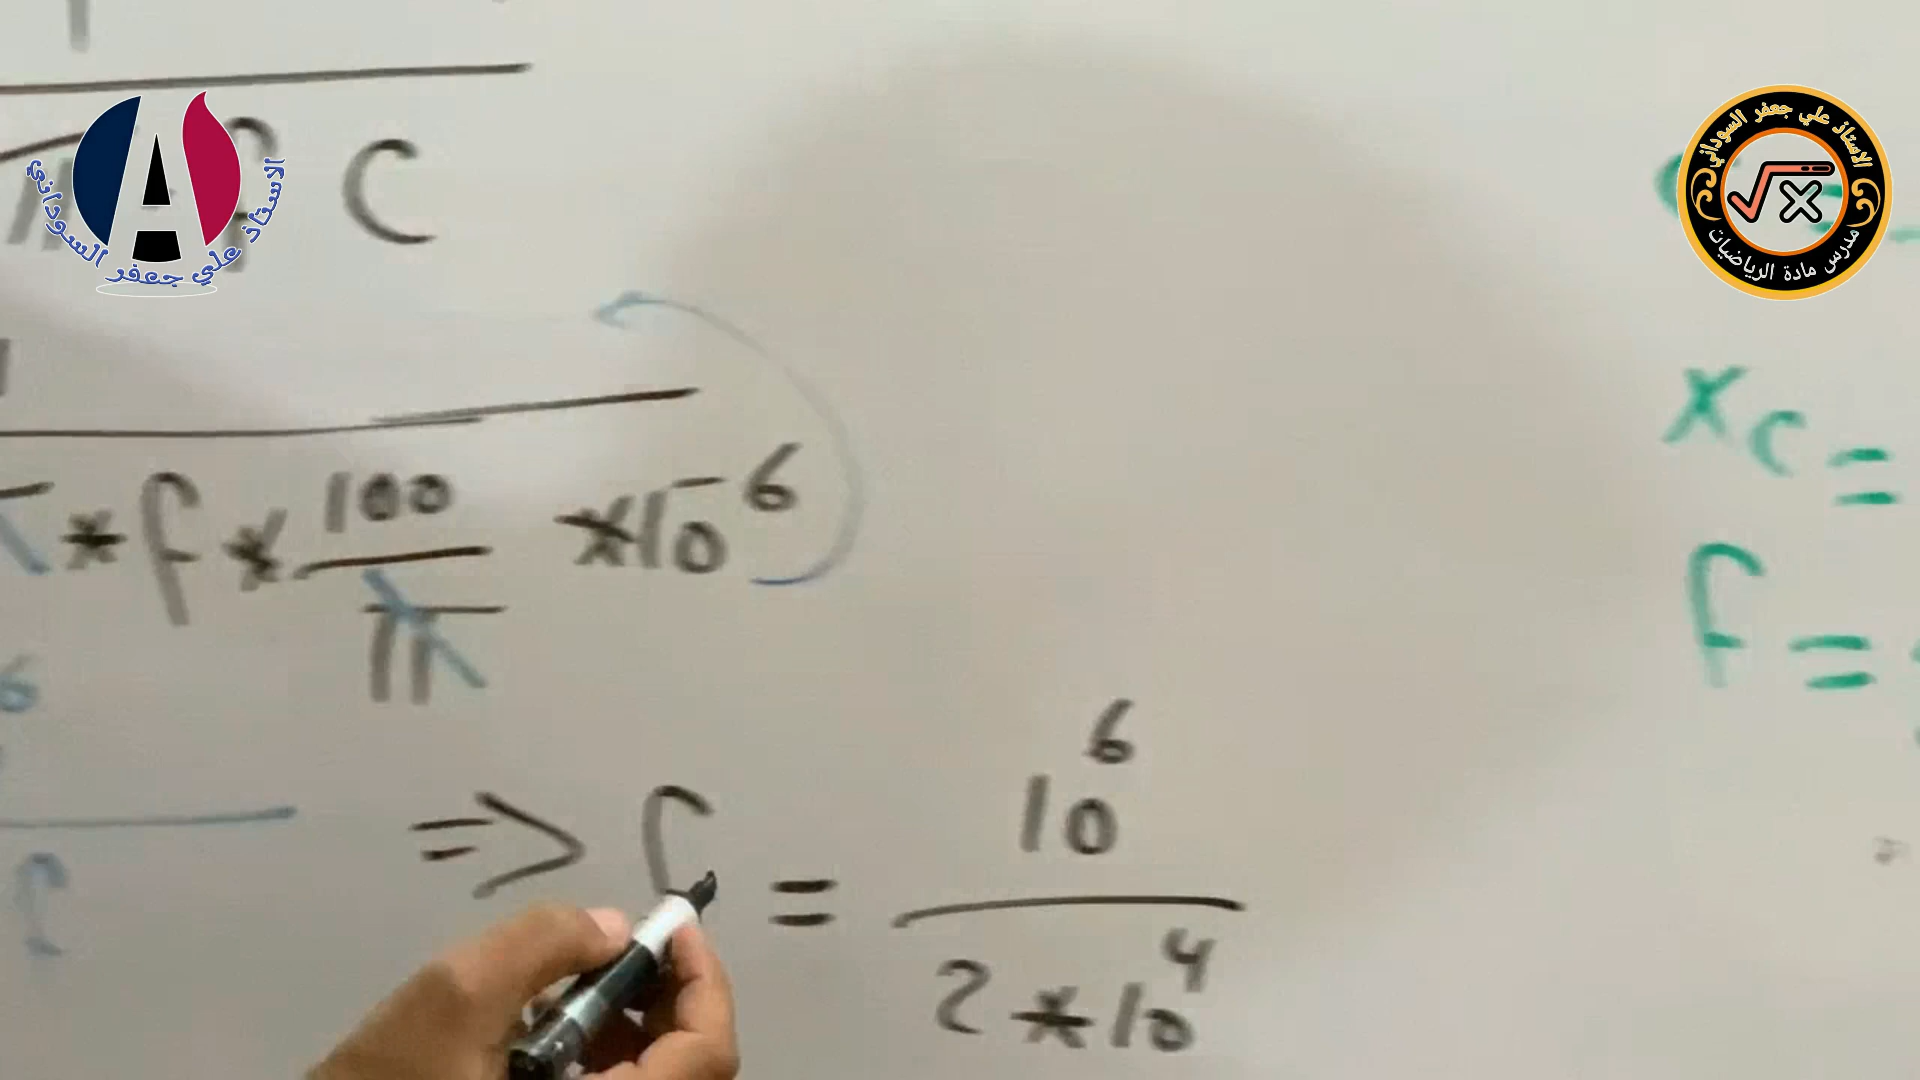 الاستاذ علي جعفر السوداني
A
الاستاذ علي جعفر السوداني
√x
مدرس مادة الرياضيات
f C
* f * 100/π * 10^-6
Xc =
f =
=> f = 10^6 / 2 * 10^4